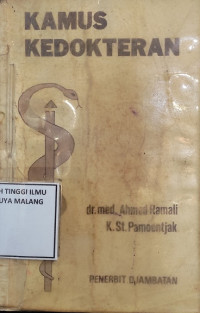 KAMUS
KEDOKTERAN
H TINGGI ILMU
UYA MALANG
dr. med. Ahmad Ramali
K. St. Pamoentjak
PENERBIT DJAMBATAN